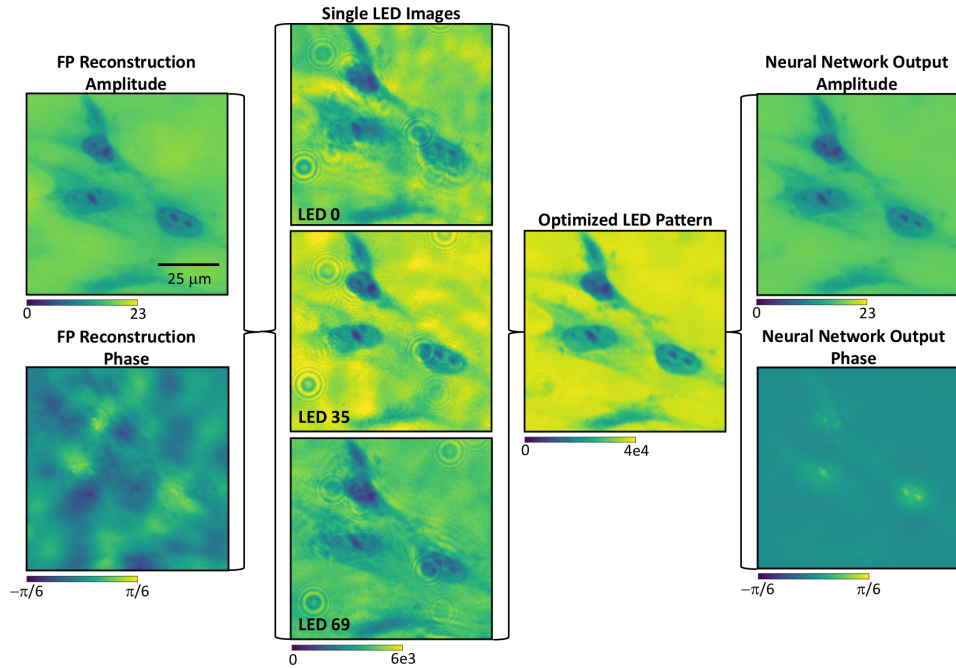 Single LED Images
FP Reconstruction
Amplitude
25 μm
0 23
FP Reconstruction
Phase
−π/6 π/6
LED 0
LED 35
LED 69
0 6e3
Optimized LED Pattern
0 4e4
Neural Network Output
Amplitude
0 23
Neural Network Output
Phase
−π/6 π/6